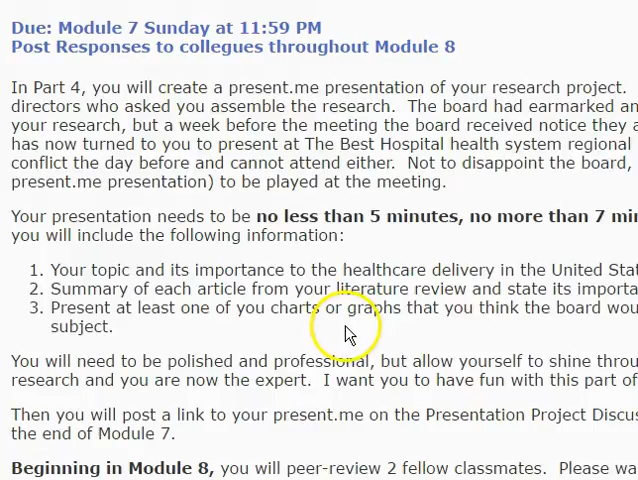 Due: Module 7 Sunday at 11:59 PM
Post Responses to collegues throughout Module 8
In Part 4, you will create a present.me presentation of your research project.
directors who asked you assemble the research. The board had earmarked
your research, but a week before the meeting the board received notice they
has now turned to you to present at The Best Hospital health system regional
conflict the day before and cannot attend either. Not to disappoint the board,
present.me presentation) to be played at the meeting.
Your presentation needs to be no less than 5 minutes, no more than 7
you will include the following information:
1. Your topic and its importance to the healthcare delivery in the United
2. Summary of each article from your literature review and state its
3. Present at least one of you charts or graphs that you think the board
subject.
You will need to be polished and professional, but allow yourself to shine
research and you are now the expert. I want you to have fun with this part of
Then you will post a link to your present.me on the Presentation Project
the end of Module 7.
Beginning in Module 8, you will peer-review 2 fellow classmates. Please